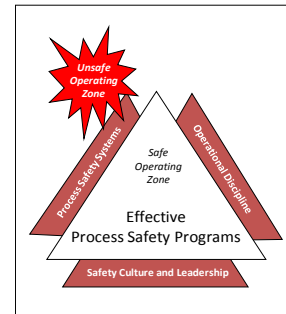 Unsafe
Operating
Zone
Process Safety Systems
Operational Discipline
Safe
Operating
Zone
Effective
Process Safety Programs
Safety Culture and Leadership